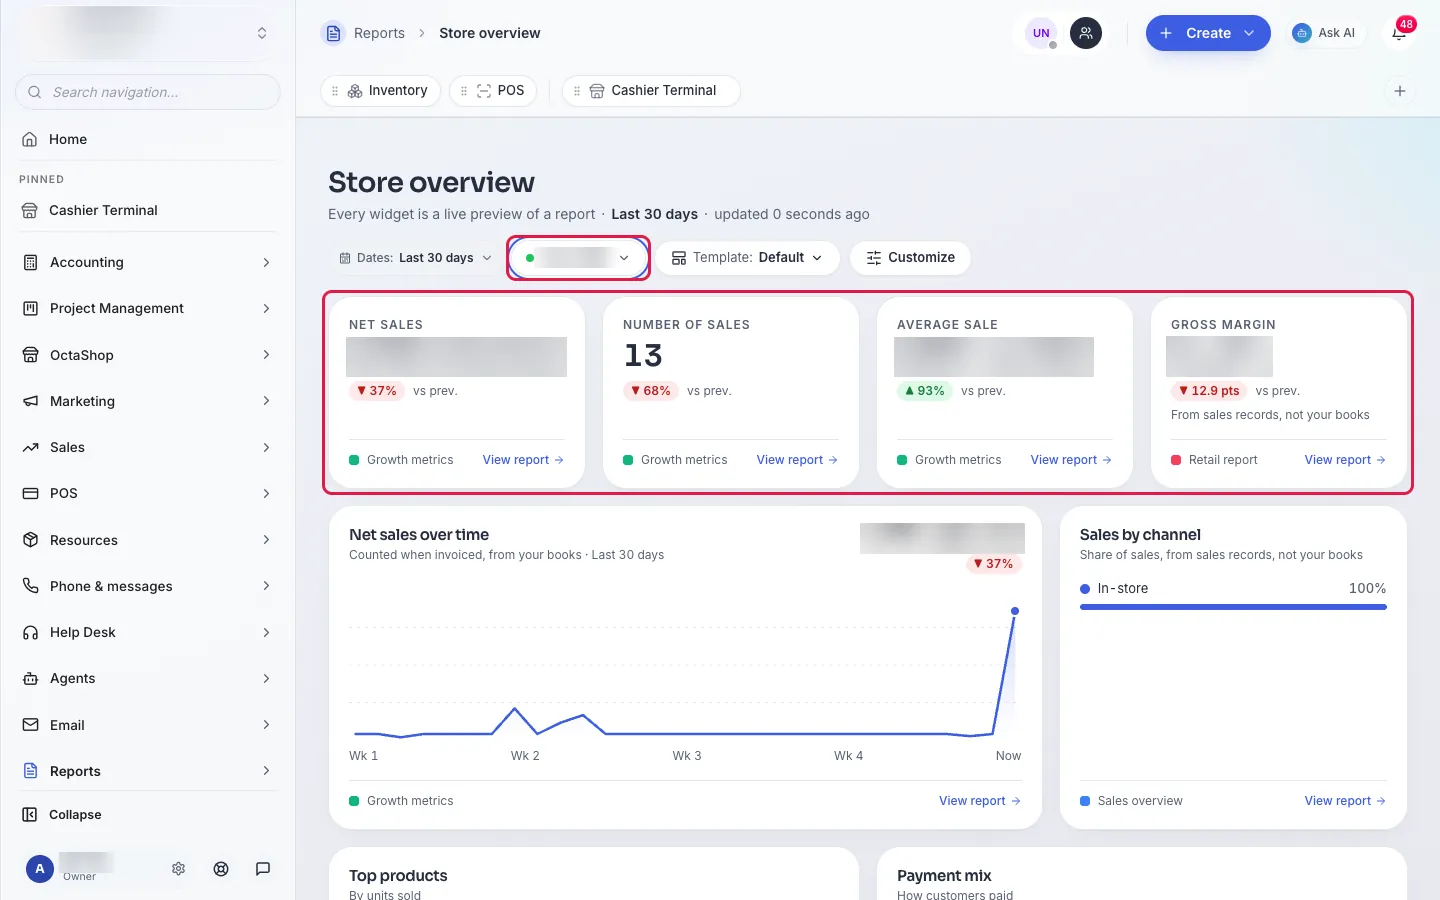 Reports > Store overview
UN
Create
Ask AI
48
Search navigation...
Inventory
POS
Cashier Terminal
Home
PINNED
Cashier Terminal
Accounting
Project Management
OctaShop
Marketing
Sales
POS
Resources
Phone & messages
Help Desk
Agents
Email
Reports
Collapse
A
Owner
Store overview
Every widget is a live preview of a report · Last 30 days · updated 0 seconds ago
Dates: Last 30 days
Template: Default
Customize
NET SALES
▼ 37% vs prev.
Growth metrics View report →
NUMBER OF SALES
13
▼ 68% vs prev.
Growth metrics View report →
AVERAGE SALE
▲ 93% vs prev.
Growth metrics View report →
GROSS MARGIN
▼ 12.9 pts vs prev.
From sales records, not your books
Retail report View report →
Net sales over time
Counted when invoiced, from your books · Last 30 days
▼ 37%
Wk 1 Wk 2 Wk 3 Wk 4 Now
Growth metrics View report →
Sales by channel
Share of sales, from sales records, not your books
In-store 100%
Sales overview View report →
Top products
By units sold
Payment mix
How customers paid